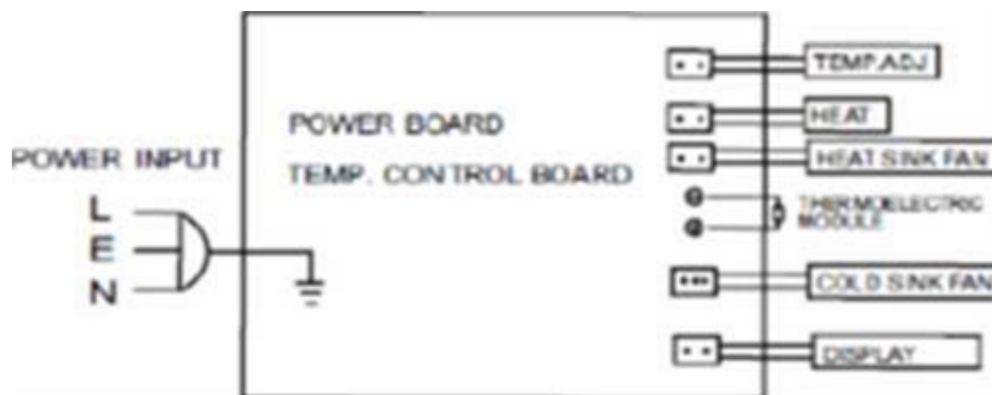 POWER INPUT
L
E
N
POWER BOARD
TEMP. CONTROL BOARD
TEMP.ADJ
HEAT
HEAT SINK FAN
THERMOELECTRIC
MODULE
COLD SINK FAN
DISPLAY